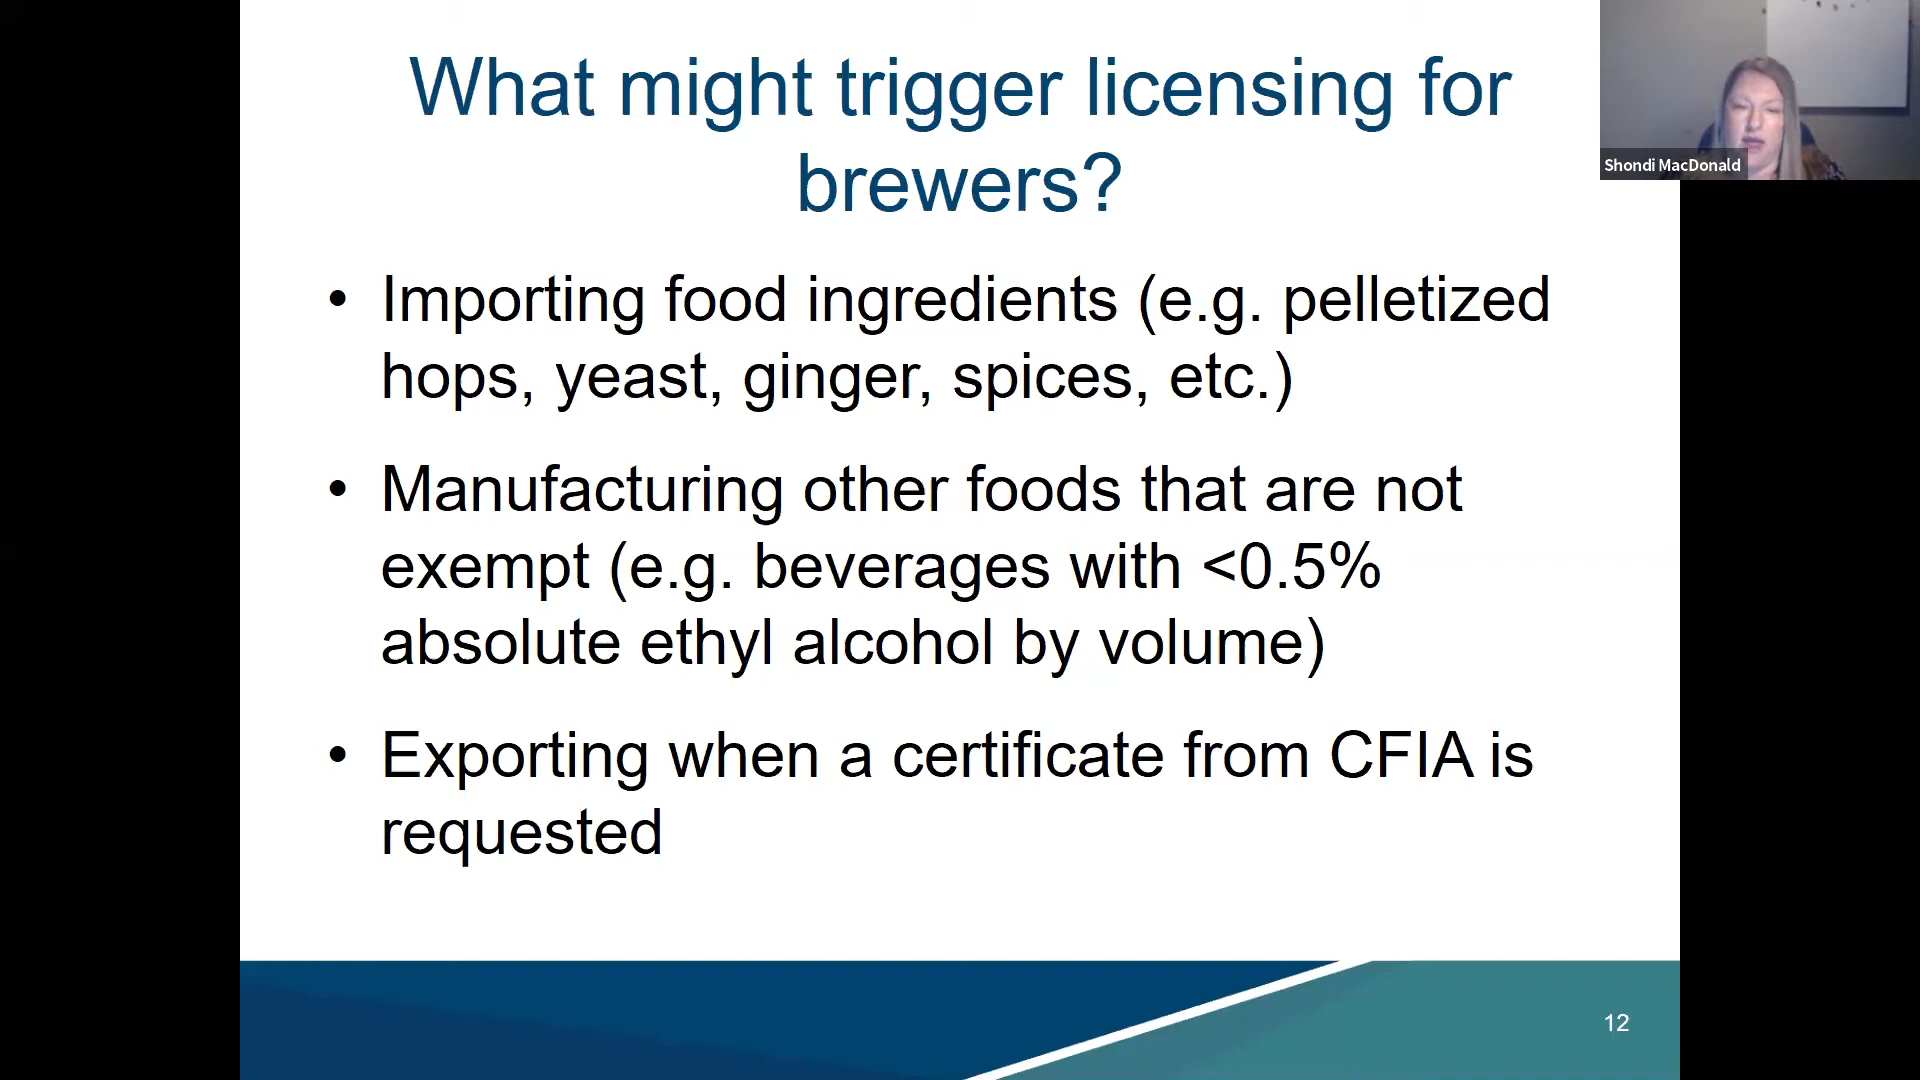 What might trigger licensing for
brewers?
Shondi MacDonald
• Importing food ingredients (e.g. pelletized
hops, yeast, ginger, spices, etc.)
• Manufacturing other foods that are not
exempt (e.g. beverages with <0.5%
absolute ethyl alcohol by volume)
• Exporting when a certificate from CFIA is
requested
12